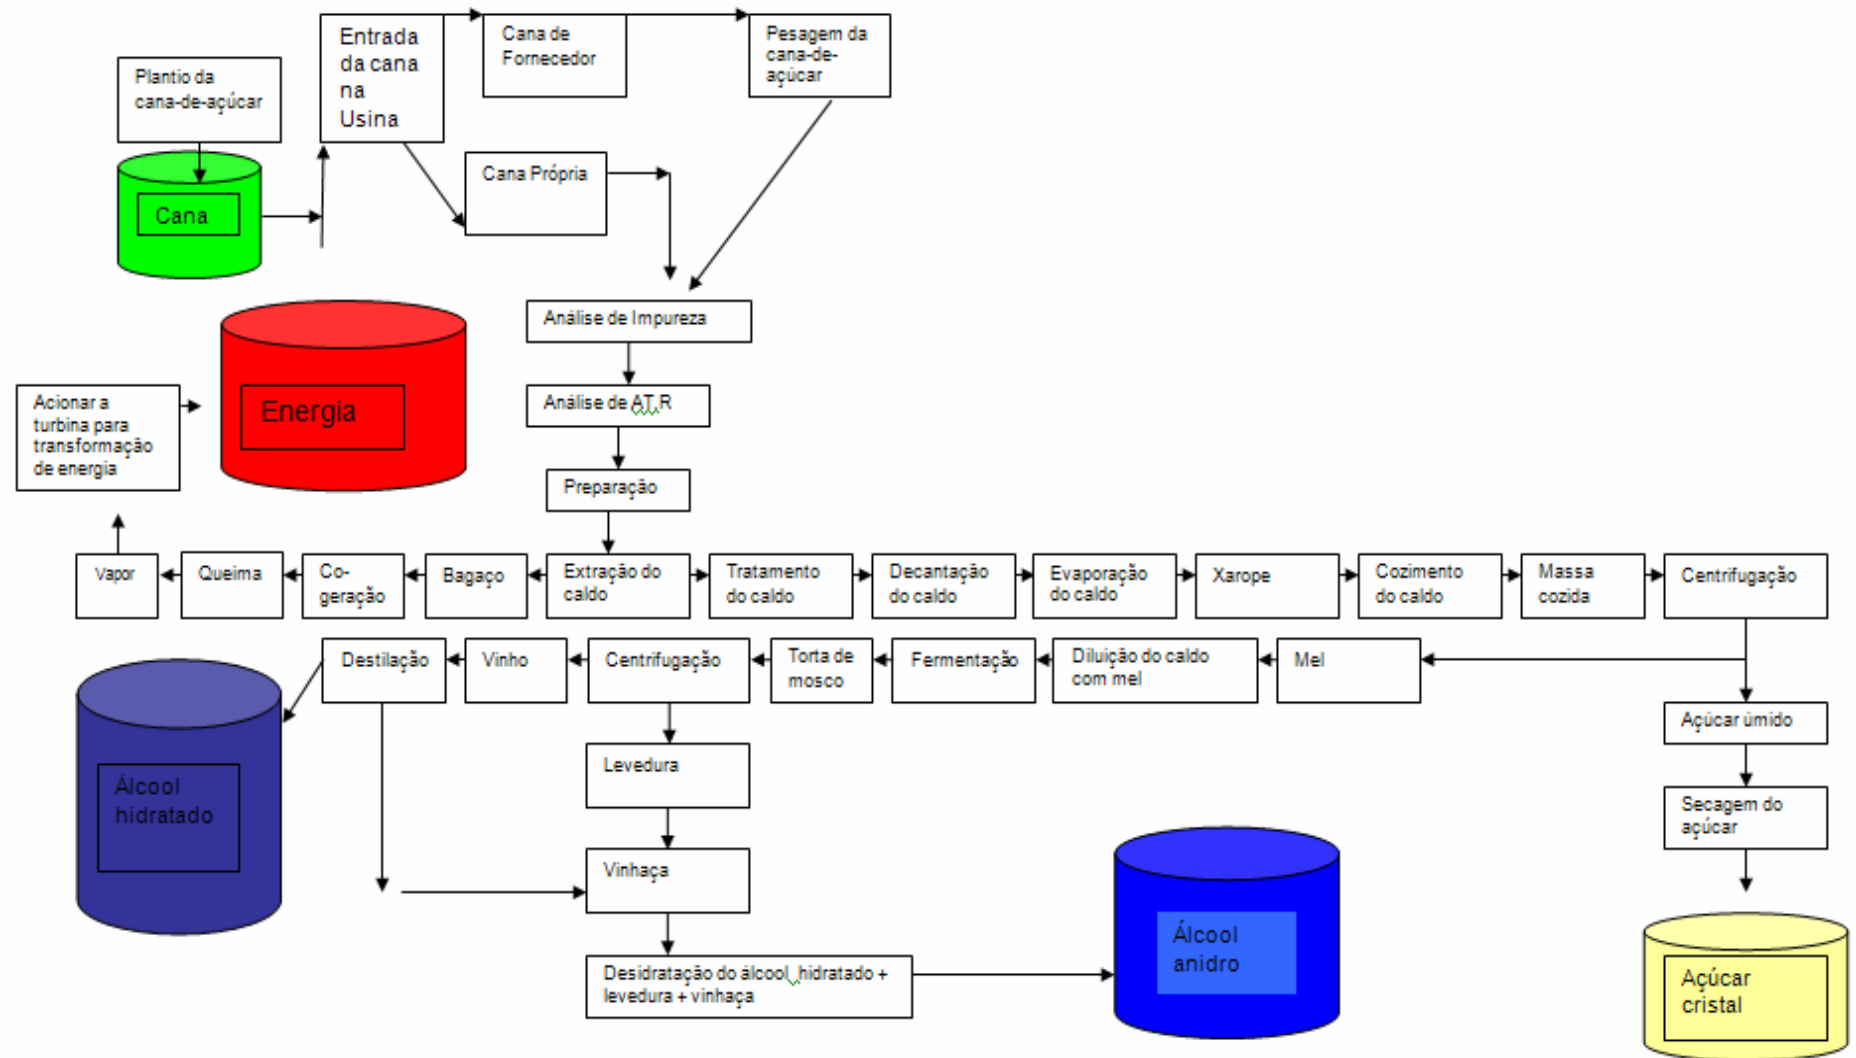 Plantio da
cana-de-açúcar
Cana
Entrada
da cana
na
Usina
Cana de
Fornecedor
Pesagem da
cana-de-
açúcar
Cana Própria
Análise de Impureza
Análise de AT.R
Preparação
Energia
Acionar a
turbina para
transformação
de energia
Vapor
Queima
Co-
geração
Bagaço
Extração do
caldo
Tratamento
do caldo
Decantação
do caldo
Evaporação
do caldo
Xarope
Cozimento
do caldo
Massa
cozida
Centrifugação
Destilação
Vinho
Centrifugação
Torta de
mosco
Fermentação
Diluição do caldo
com mel
Mel
Açúcar úmido
Secagem do
açúcar
Levedura
Vinhaça
Desidratação do álcool hidratado +
levedura + vinhaça
Álcool
hidratado
Álcool
anidro
Açúcar
cristal